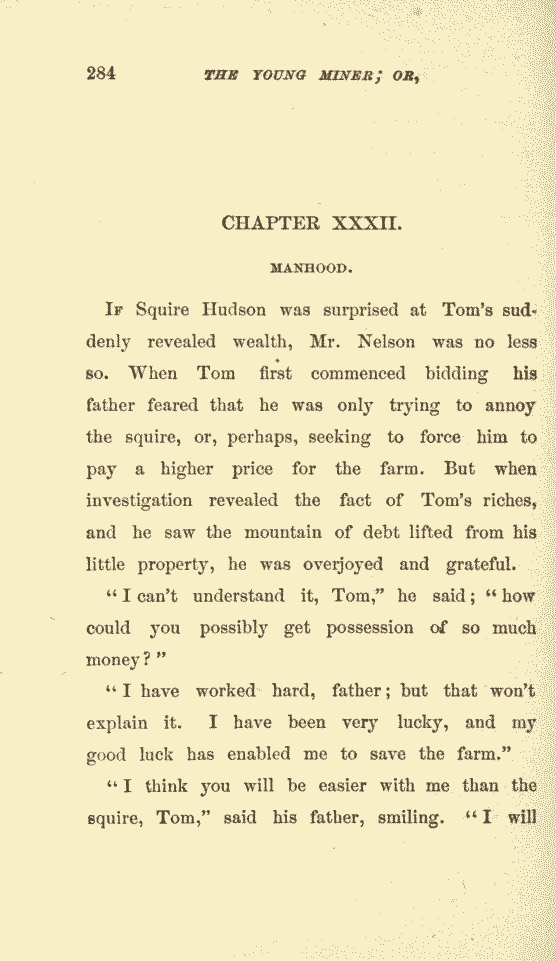 284 THE YOUNG MINER; OR,
CHAPTER XXXII.
MANHOOD.
IF Squire Hudson was surprised at Tom's sud-
denly revealed wealth, Mr. Nelson was no less
so. When Tom first commenced bidding his
father feared that he was only trying to annoy
the squire, or, perhaps, seeking to force him to
pay a higher price for the farm. But when
investigation revealed the fact of Tom's riches,
and he saw the mountain of debt lifted from his
little property, he was overjoyed and grateful.
"I can't understand it, Tom," he said; "how
could you possibly get possession of so much
money?"
"I have worked hard, father; but that won't
explain it. I have been very lucky, and my
good luck has enabled me to save the farm."
"I think you will be easier with me than the
squire, Tom," said his father, smiling. "I will